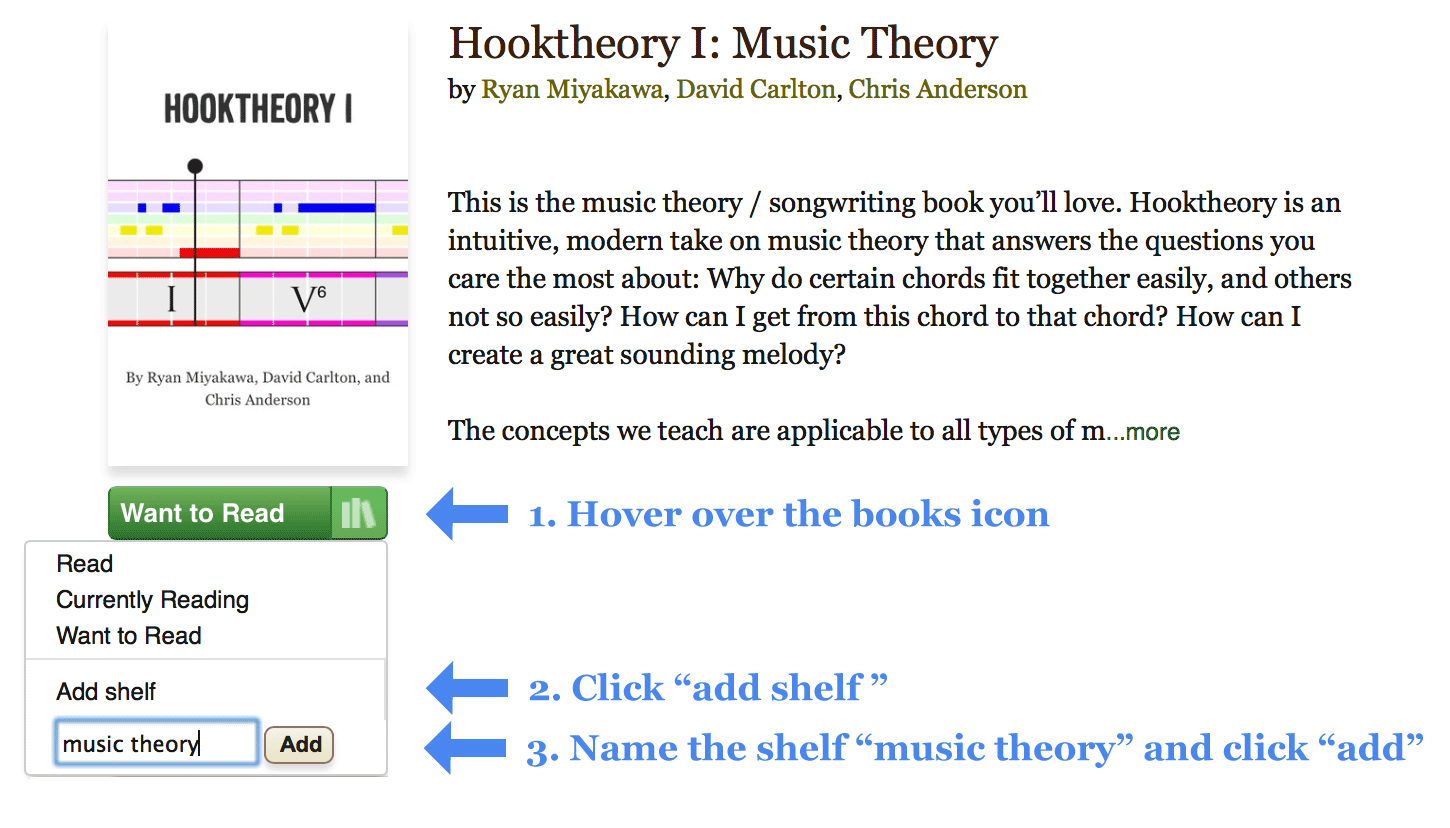 Hooktheory I: Music Theory
by Ryan Miyakawa, David Carlton, Chris Anderson
HOOKTHEORY I
I V6
By Ryan Miyakawa, David Carlton, and
Chris Anderson
This is the music theory / songwriting book you’ll love. Hooktheory is an
intuitive, modern take on music theory that answers the questions you
care the most about: Why do certain chords fit together easily, and others
not so easily? How can I get from this chord to that chord? How can I
create a great sounding melody?
The concepts we teach are applicable to all types of m...more
Want to Read
1. Hover over the books icon
Read
Currently Reading
Want to Read
Add shelf
2. Click “add shelf ”
music theory Add
3. Name the shelf “music theory” and click “add”